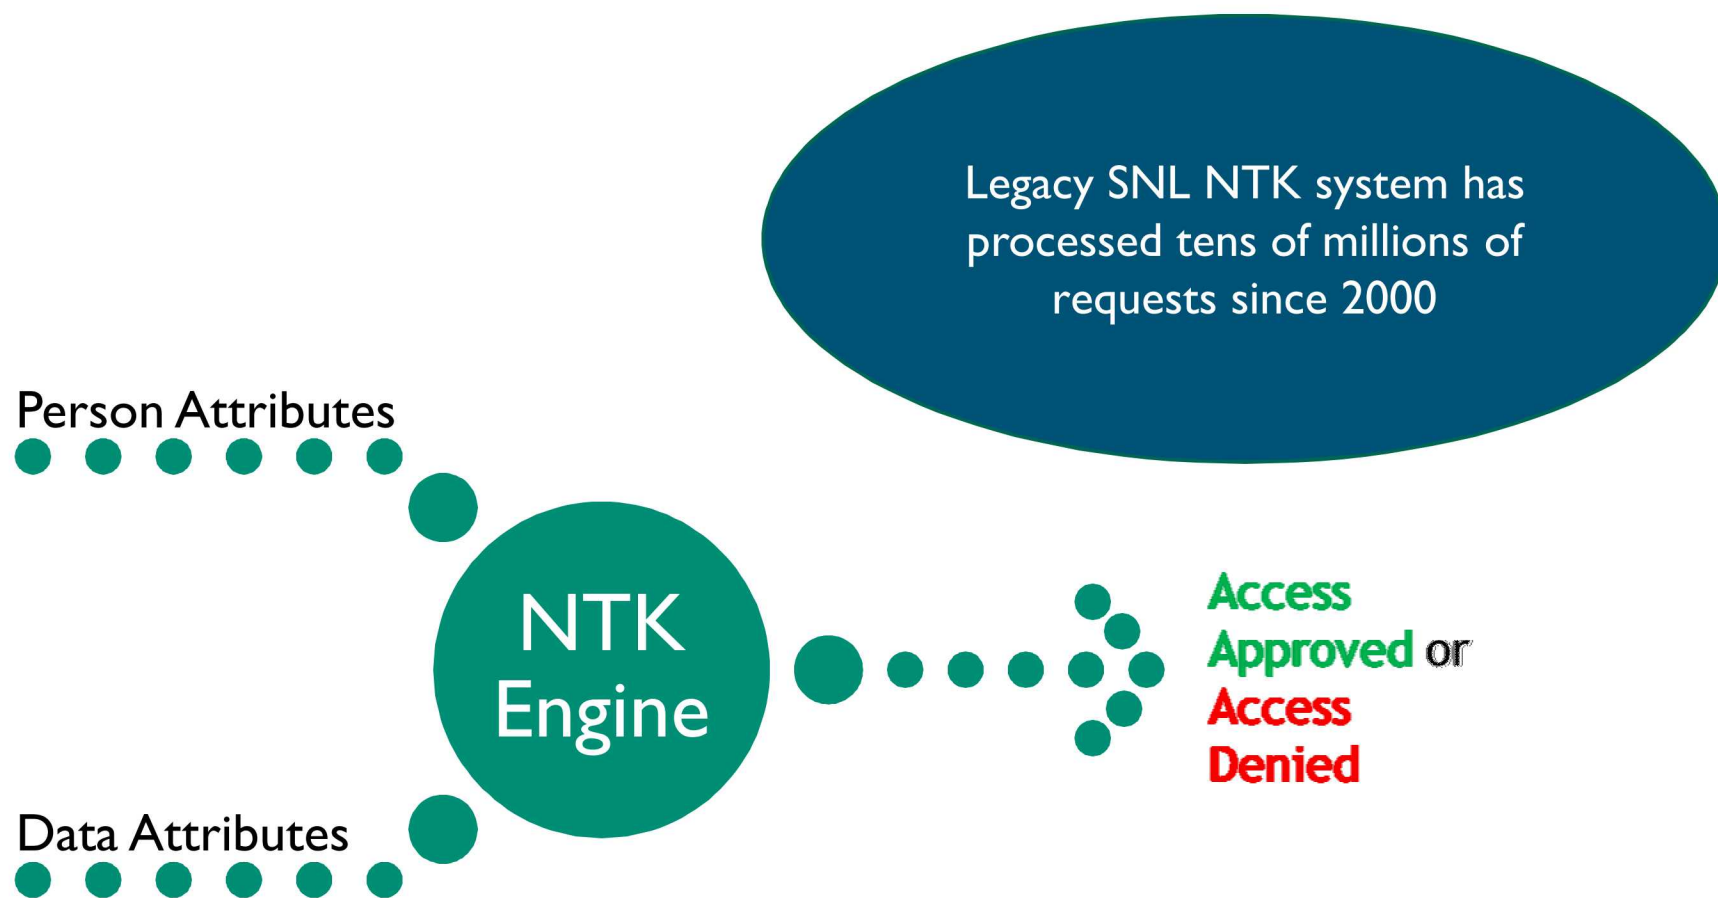 Legacy SNL NTK system has
processed tens of millions of
requests since 2000
Person Attributes
NTK
Engine
Access
Approved or
Access
Denied
Data Attributes